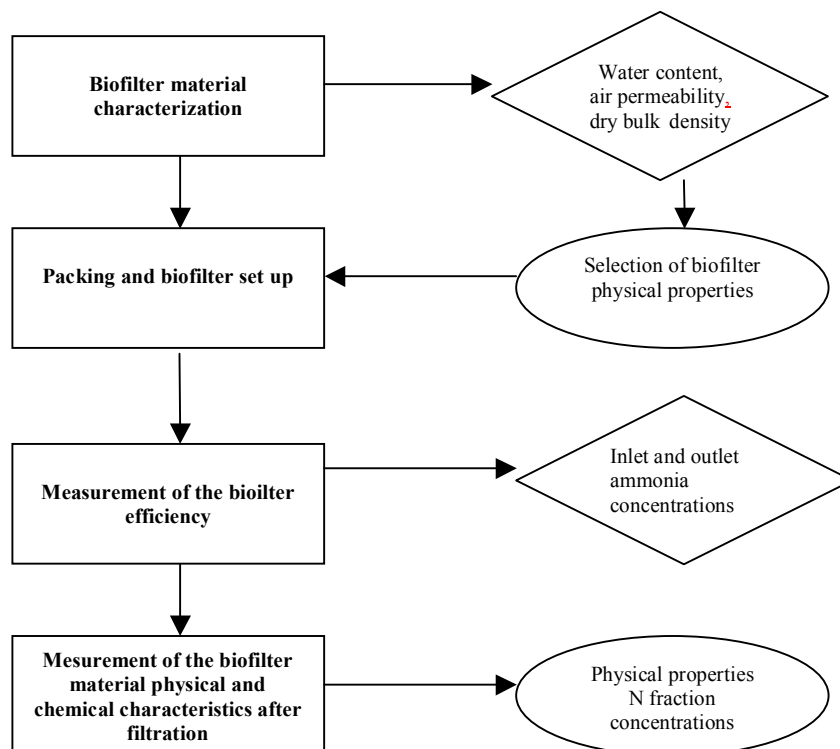 Biofilter material
characterization
Water content,
air permeability,
dry bulk density
Packing and biofilter set up
Selection of biofilter
physical properties
Measurement of the bioilter
efficiency
Inlet and outlet
ammonia
concentrations
Mesurement of the biofilter
material physical and
chemical characteristics after
filtration
Physical properties
N fraction
concentrations